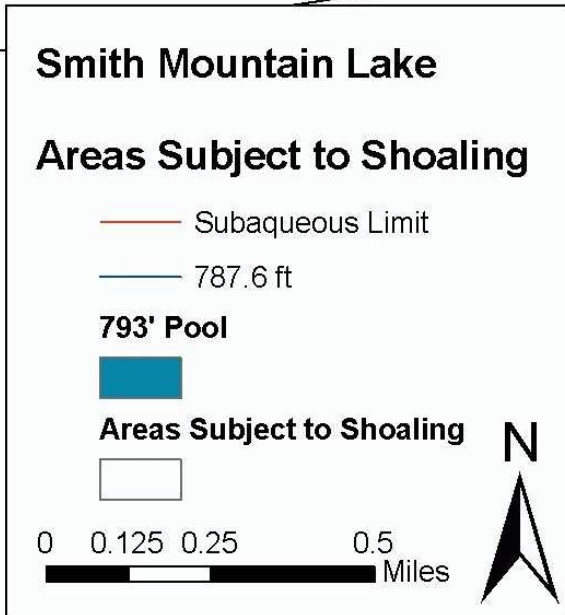 Smith Mountain Lake
Areas Subject to Shoaling
Subaqueous Limit
787.6 ft
793' Pool
Areas Subject to Shoaling
N
0 0.125 0.25 0.5
Miles